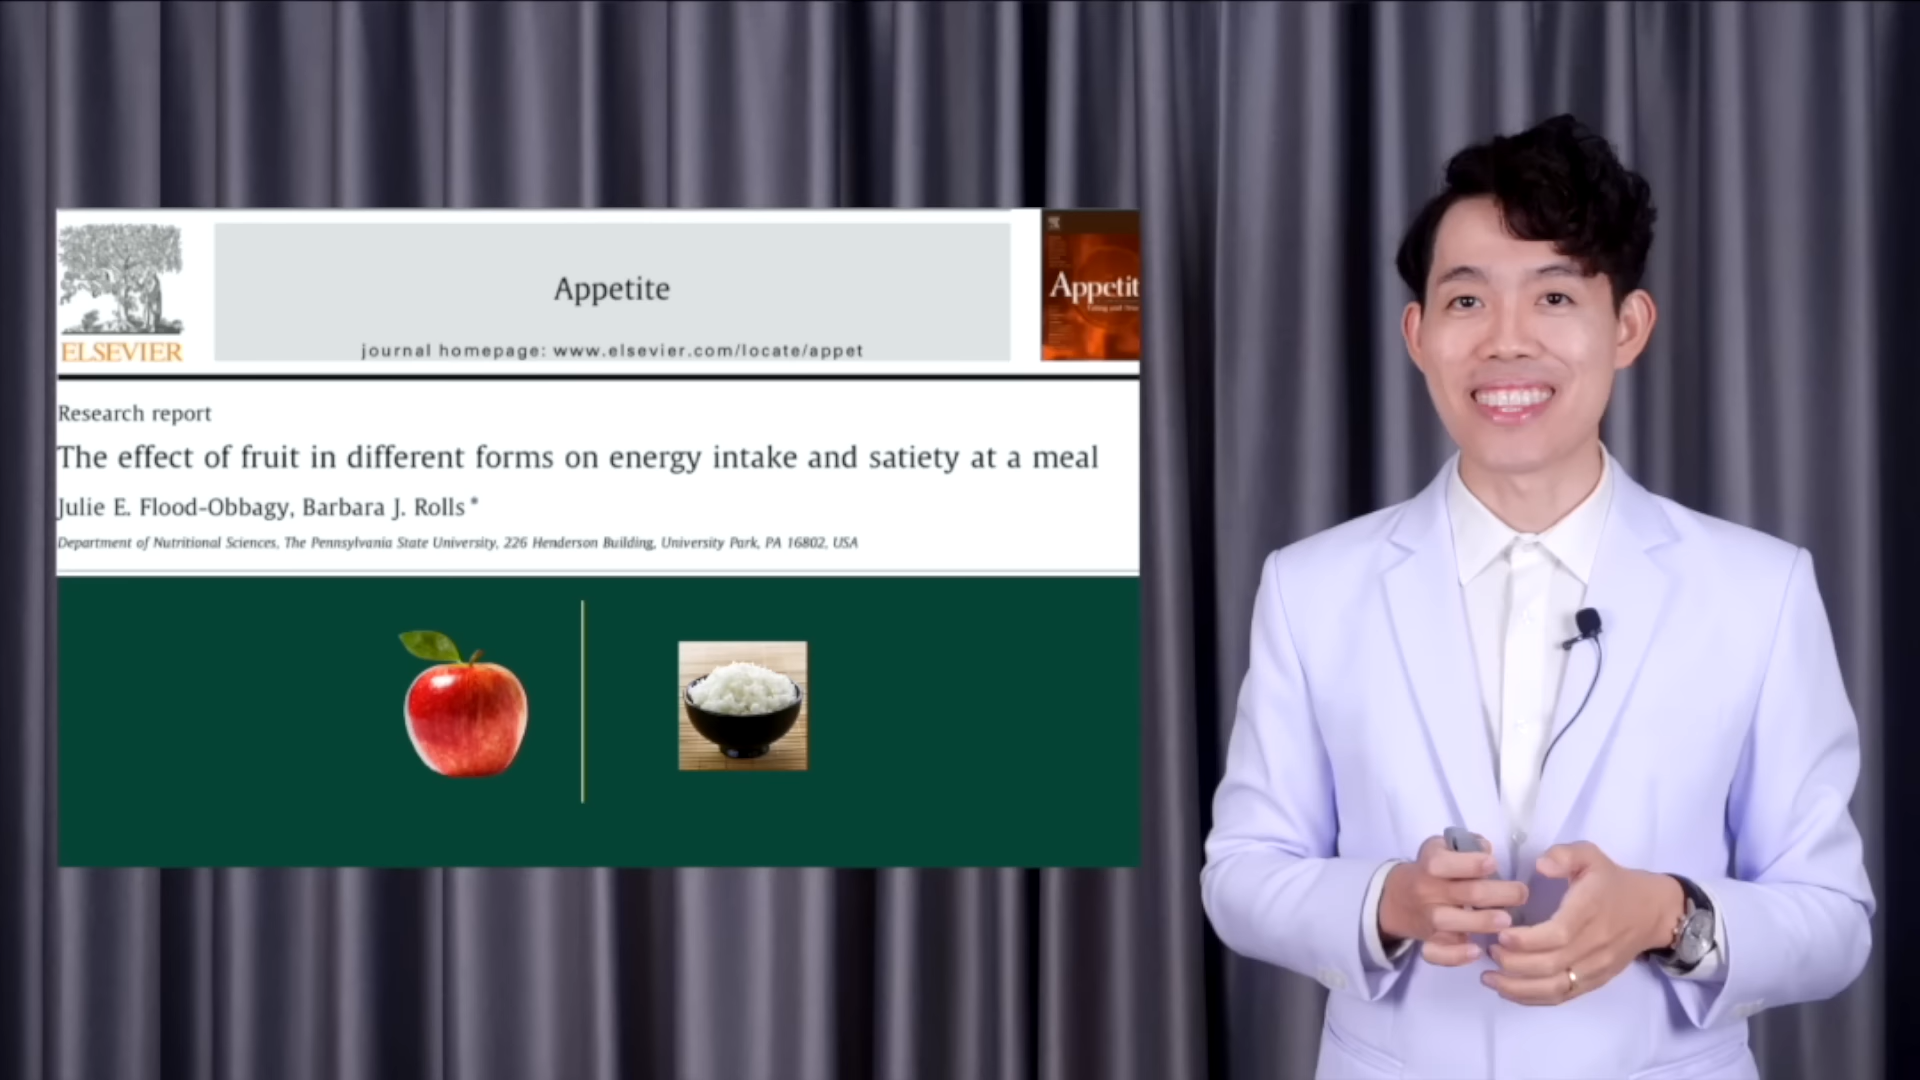 Appetite
journal homepage: www.elsevier.com/locate/appet
ELSEVIER
Appetit
Research report
The effect of fruit in different forms on energy intake and satiety at a meal
Julie E. Flood-Obbagy, Barbara J. Rolls *
Department of Nutritional Sciences, The Pennsylvania State University, 226 Henderson Building, University Park, PA 16802, USA